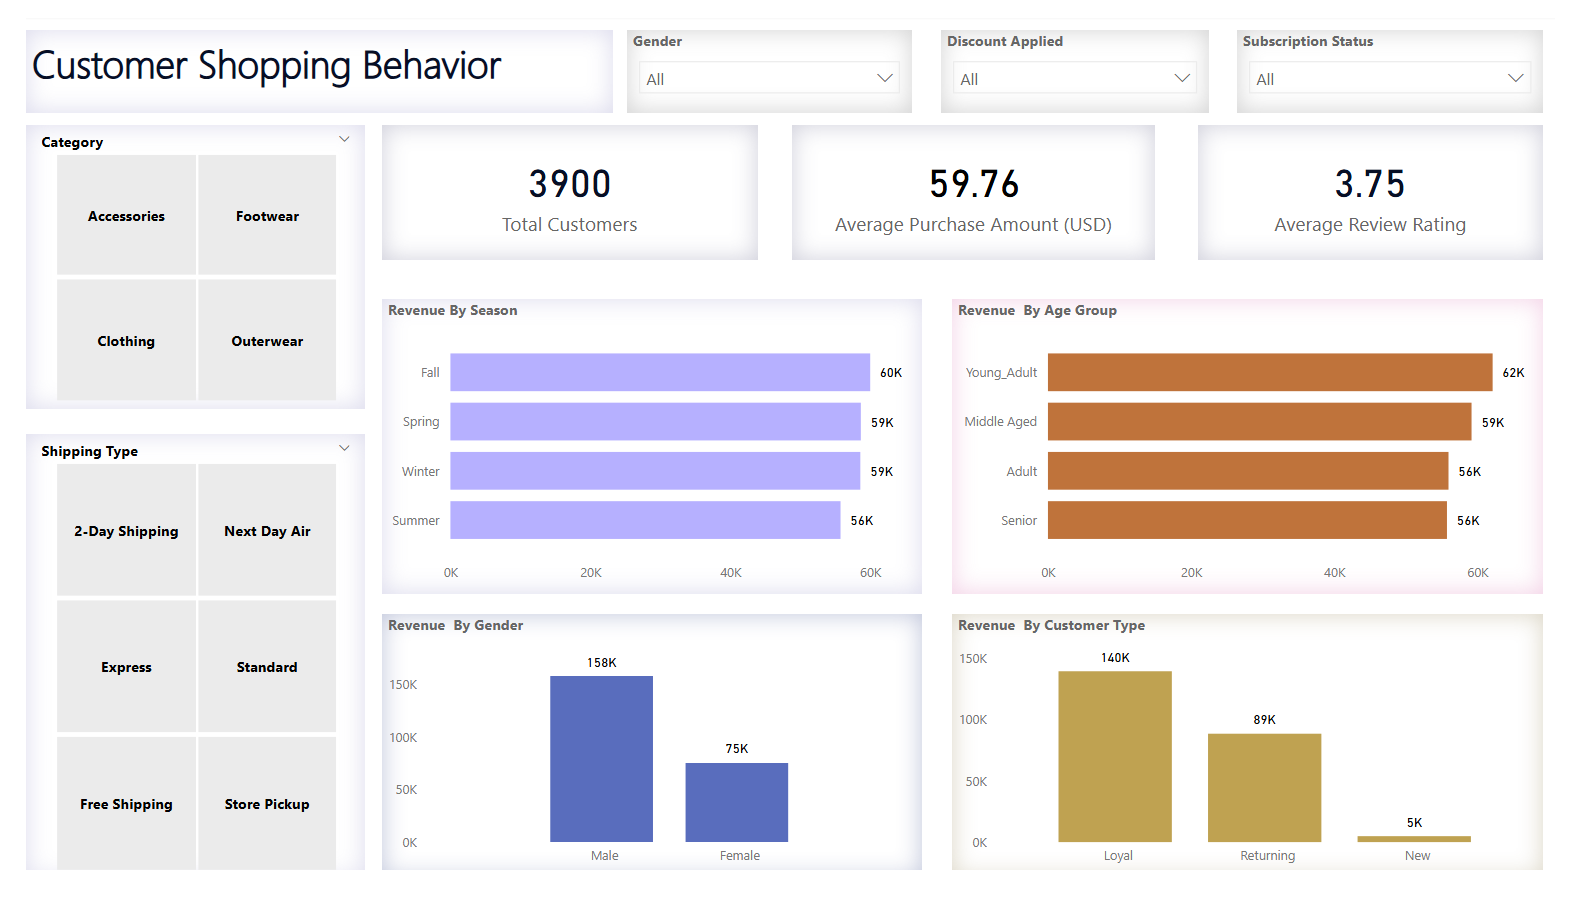 Customer Shopping Behavior
Gender
All
Discount Applied
All
Subscription Status
All
Category
Accessories
Footwear
Clothing
Outerwear
Shipping Type
2-Day Shipping
Next Day Air
Express
Standard
Free Shipping
Store Pickup
3900
Total Customers
59.76
Average Purchase Amount (USD)
3.75
Average Review Rating
Revenue By Season
Fall 60K
Spring 59K
Winter 59K
Summer 56K
0K 20K 40K 60K
Revenue  By Age Group
Young_Adult 62K
Middle Aged 59K
Adult 56K
Senior 56K
0K 20K 40K 60K
Revenue  By Gender
158K
150K
100K
75K
50K
0K
Male Female
Revenue  By Customer Type
150K
140K
100K
89K
50K
5K
0K
Loyal Returning New